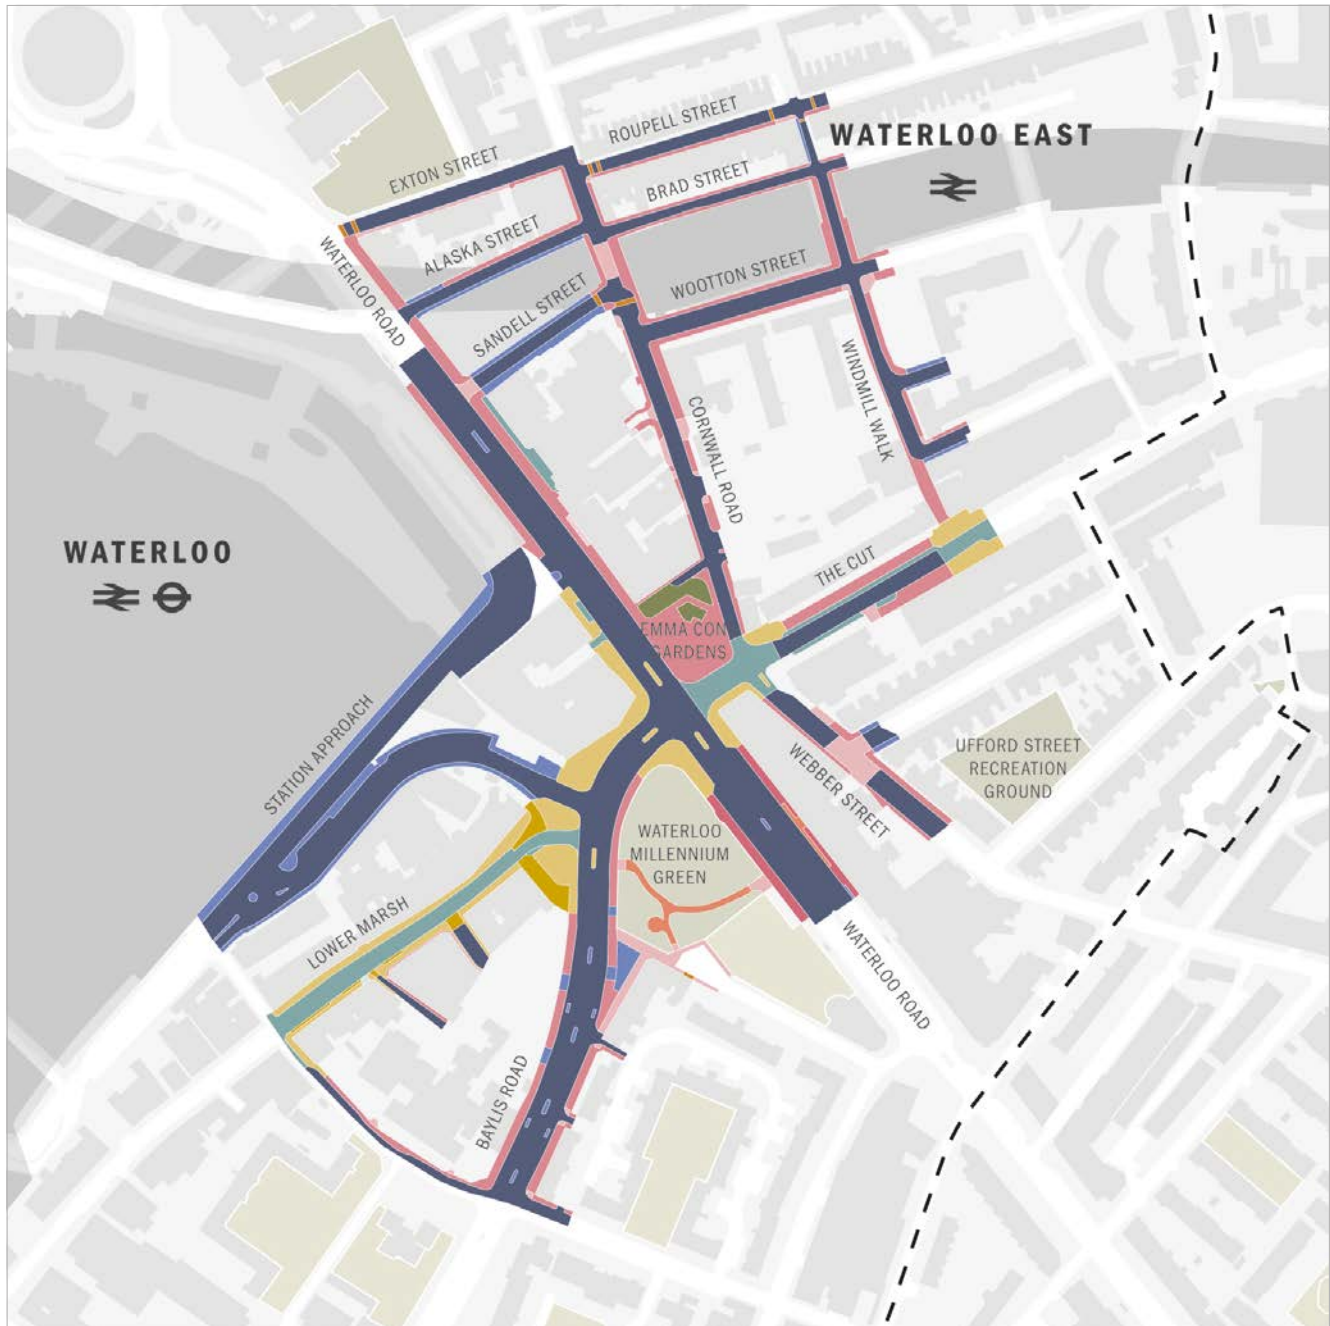 ROUPELL STREET
WATERLOO EAST
EXTON STREET
BRAD STREET
ALASKA STREET
WATERLOO ROAD
WOOTTON STREET
SANDELL STREET
WINDMILL WALK
CORNWALL ROAD
WATERLOO
THE CUT
EMMA CON
GARDENS
STATION APPROACH
WEBBER STREET
UFFORD STREET
RECREATION
GROUND
WATERLOO
MILLENNIUM
GREEN
LOWER MARSH
WATERLOO ROAD
BAYLIS ROAD